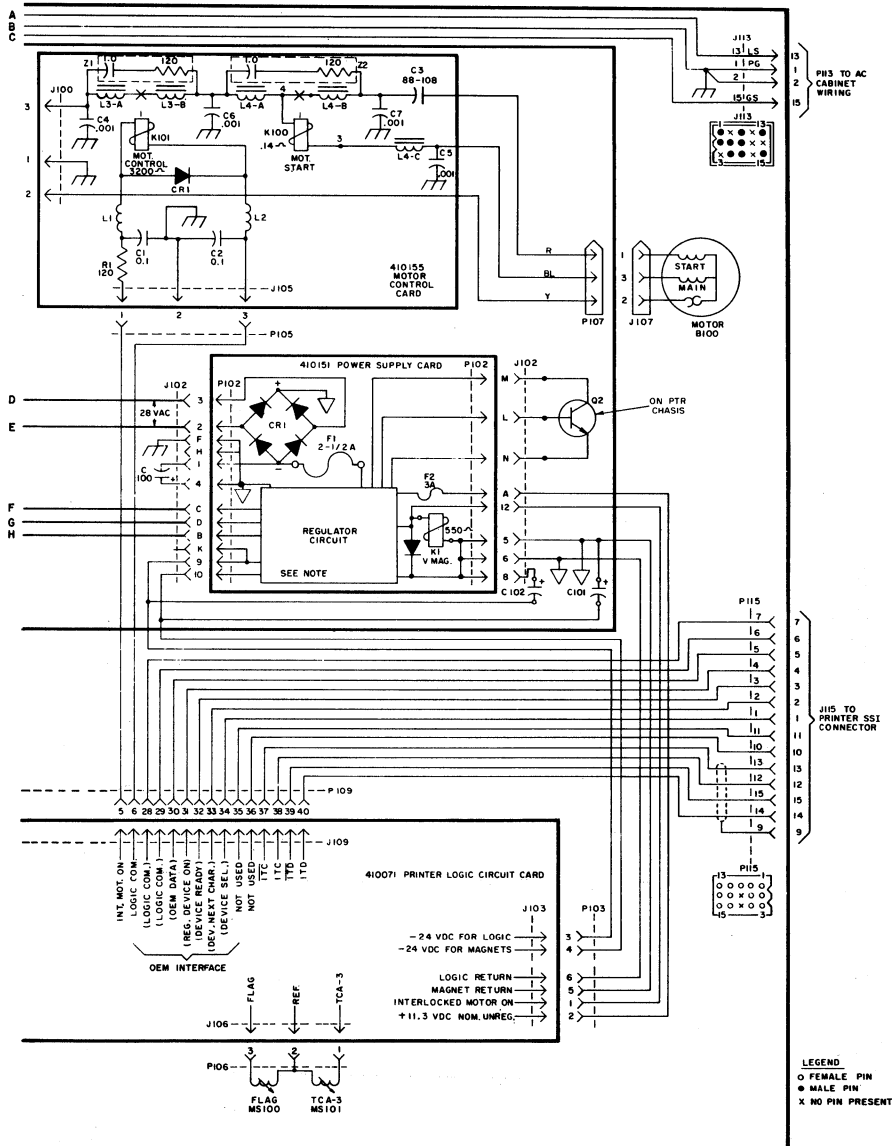 A
B
C
J113
13 LS 13
1 PG 1
2 2
15 GS 15
P113 TO AC
CABINET
WIRING
J113
1 13
3 15
Z1 1.0 120
1.0 120 Z2
C3
88-108
J100
L3-A L3-B L4-A 4 L4-B
3
C4
.001
C6
.001
C7
.001
K101
MOT.
CONTROL
3200
K100
.14
MOT.
START
3
L4-C
C5
.001
1
CR1
2
L1 L2
C1
0.1
C2
0.1
R1
120
410155
MOTOR
CONTROL
CARD
J105
1 2 3
P105
R 1
BL 3
Y 2
P107 J107
START
MAIN
MOTOR
B100
410151 POWER SUPPLY CARD
J102 P102
P102 J102
D 3
28 VAC
E 2
F
H
C
100
1
4
F C
G D
H B
K
9
10
CR1
F1
2-1/2 A
F2
3A
REGULATOR
CIRCUIT
SEE NOTE
550
K1
V MAG.
M
L
N
A
12
5
6
8
Q2
ON PTR
CHASIS
C102 C101
P115
7 7
6 6
5 5
4 4
3 3
2 2
1 1
11 11
10 10
13 13
12 12
15 15
14 14
9 9
J115 TO
PRINTER SSI
CONNECTOR
P115
13 1
15 3
P109
5 6 28 29 30 31 32 33 34 35 36 37 38 39 40
J109
INT. MOT. ON
LOGIC COM.
(LOGIC COM.)
(LOGIC COM.)
(OEM DATA)
(REG. DEVICE ON)
(DEVICE READY)
(DEV. NEXT CHAR.)
(DEVICE SEL.)
NOT USED
NOT USED
ITC
ITC
ITD
ITD
OEM INTERFACE
410071 PRINTER LOGIC CIRCUIT CARD
J103 P103
-24 VDC FOR LOGIC 3
-24 VDC FOR MAGNETS 4
LOGIC RETURN 6
MAGNET RETURN 5
INTERLOCKED MOTOR ON 1
+11.3 VDC NOM. UNREG. 2
FLAG
REF.
TCA-3
J106
3 2 1
P106
FLAG
MS100
TCA-3
MS101
LEGEND
FEMALE PIN
MALE PIN
X NO PIN PRESENT